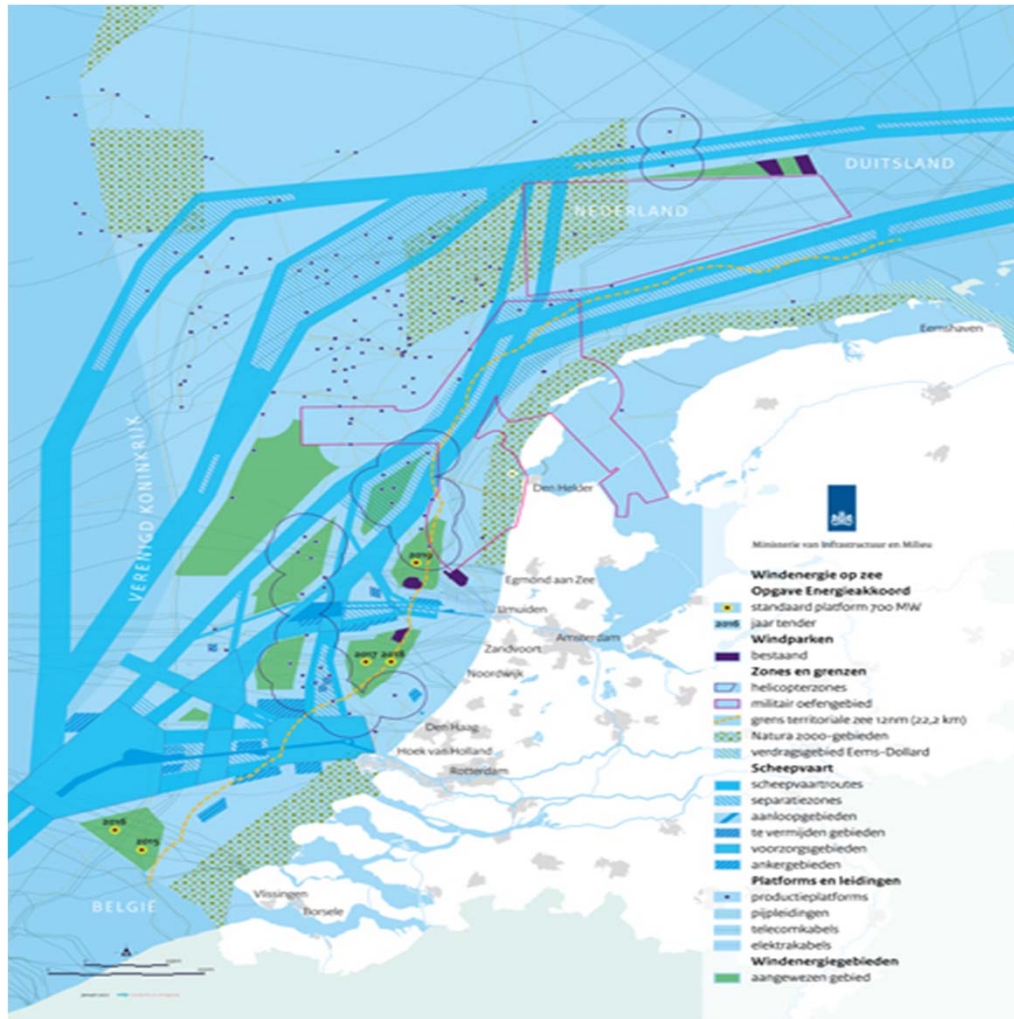 DUITSLAND
NEDERLAND
Eemshaven
VERENIGD KONINKRIJK
Den Helder
2019
Egmond aan Zee
IJmuiden
Amsterdam
Zandvoort
2017 2018
Noordwijk
Den Haag
Hoek van Holland
Rotterdam
2016
2015
Vlissingen
Borsele
BELGIË
Ministerie van Infrastructuur en Milieu
Windenergie op zee
Opgave Energieakkoord
standaard platform 700 MW
2016 jaar tender
Windparken
bestaand
Zones en grenzen
helicopterzones
militair oefengebied
grens territoriale zee 12nm (22,2 km)
Natura 2000-gebieden
verdragsgebied Eems-Dollard
Scheepvaart
scheepvaartroutes
separatiezones
aanloopgebieden
te vermijden gebieden
voorzorgsgebieden
ankergebieden
Platforms en leidingen
productieplatforms
pijpleidingen
telecomkabels
elektrakabels
Windenergiegebieden
aangewezen gebied